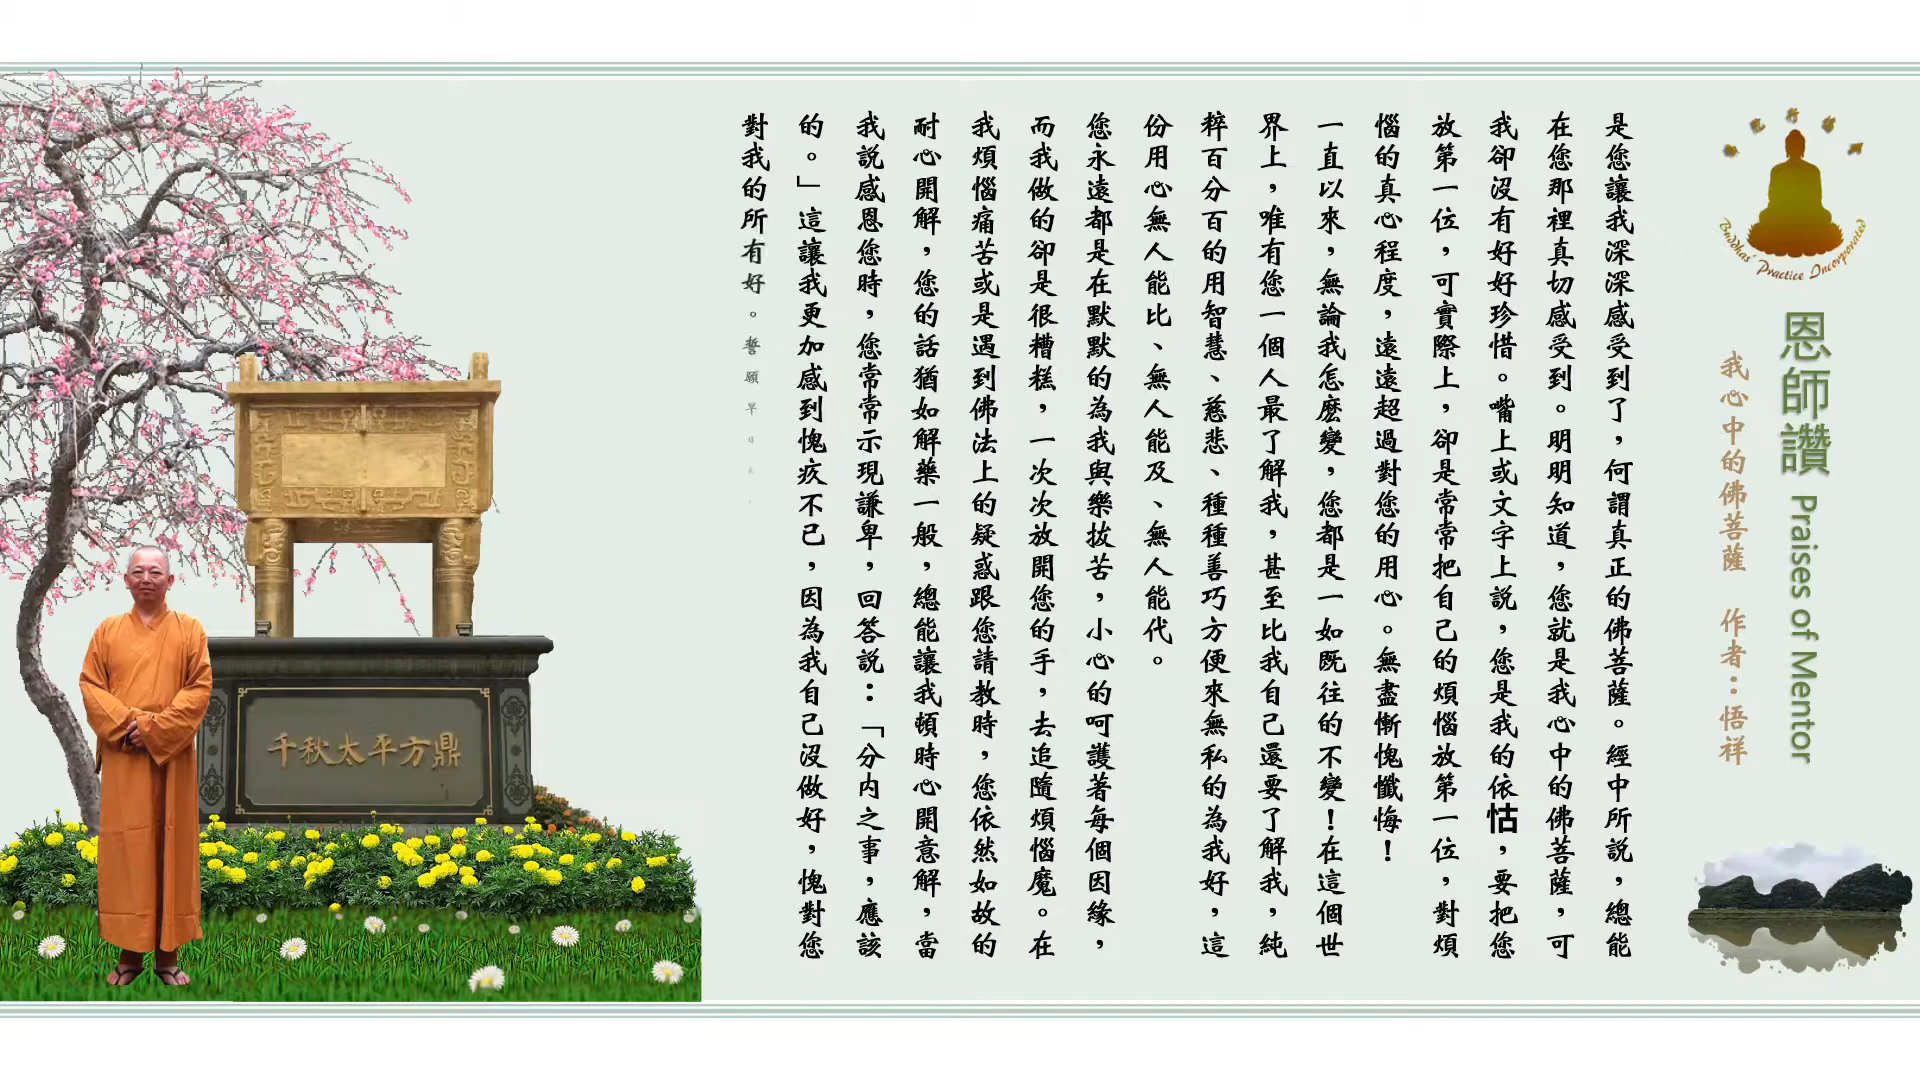 佛行
Buddhas' Practice Incorporated
恩師讚 Praises of Mentor
我心中的佛菩薩 作者：悟祥
是您讓我深深感受到了，何謂真正的佛菩薩。經中所說，總能
在您那裡真切感受到。明明知道，您就是我心中的佛菩薩，可
我卻沒有好好珍惜。嘴上或文字上說，您是我的依怙，要把您
放第一位，可實際上，卻是常常把自己的煩惱放第一位，對煩
惱的真心程度，遠遠超過對您的用心。無盡慚愧懺悔！
一直以來，無論我怎麼變，您都是一如既往的不變！在這個世
界上，唯有您一個人最了解我，甚至比我自己還要了解我，純
粹百分百的用智慧、慈悲、種種善巧方便來無私的為我好，這
份用心無人能比、無人能及、無人能代。
您永遠都是在默默的為我與樂拔苦，小心的呵護著每個因緣，
而我做的卻是很糟糕，一次次放開您的手，去追隨煩惱魔。在
我煩惱痛苦或是遇到佛法上的疑惑跟您請教時，您依然如故的
耐心開解，您的話猶如解藥一般，總能讓我頓時心開意解，當
我說感恩您時，您常常示現謙卑，回答說：「分內之事，應該
的。」這讓我更加感到愧疚不已，因為我自己沒做好，愧對您
對我的所有好。誓願早日
千秋太平方鼎